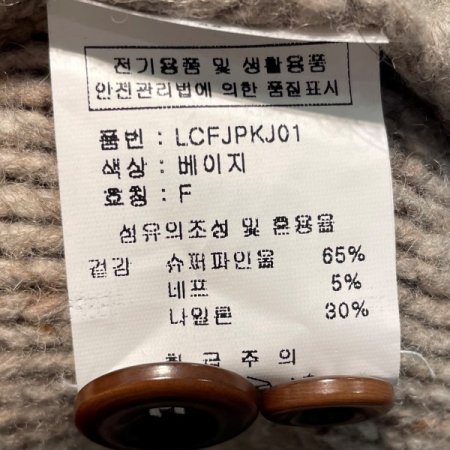 전기용품 및 생활용품
안전관리법에 의한 품질표시
품번 : LCFJPKJ01
색상 : 베이지
호칭 : F
섬유의조성 및 혼용율
겉감 슈퍼파인울 65%
네프 5%
나일론 30%
취급주의